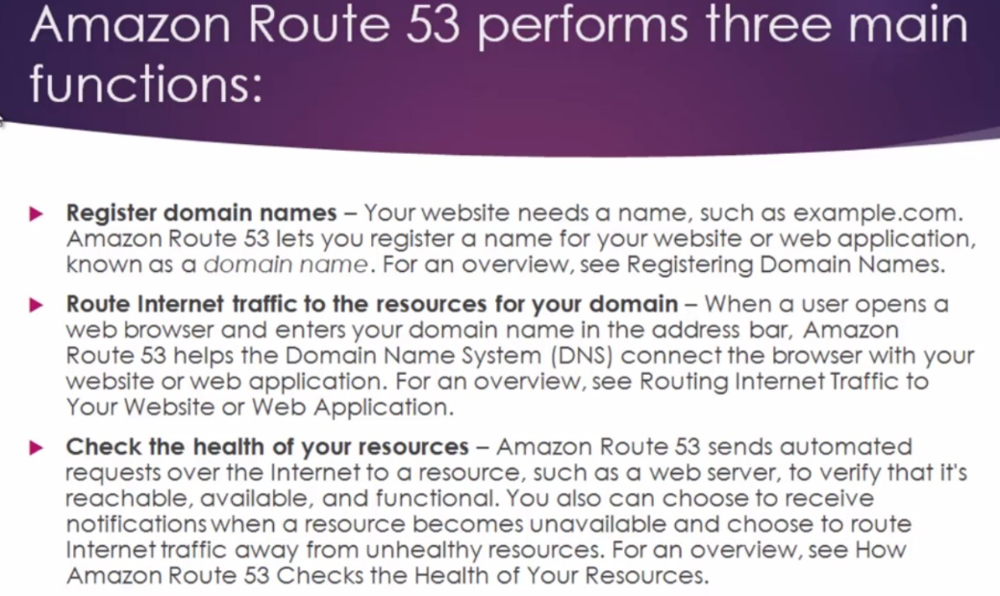 Amazon Route 53 performs three main
functions:
Register domain names – Your website needs a name, such as example.com.
Amazon Route 53 lets you register a name for your website or web application,
known as a domain name. For an overview, see Registering Domain Names.
Route Internet traffic to the resources for your domain – When a user opens a
web browser and enters your domain name in the address bar, Amazon
Route 53 helps the Domain Name System (DNS) connect the browser with your
website or web application. For an overview, see Routing Internet Traffic to
Your Website or Web Application.
Check the health of your resources – Amazon Route 53 sends automated
requests over the Internet to a resource, such as a web server, to verify that it's
reachable, available, and functional. You also can choose to receive
notifications when a resource becomes unavailable and choose to route
Internet traffic away from unhealthy resources. For an overview, see How
Amazon Route 53 Checks the Health of Your Resources.